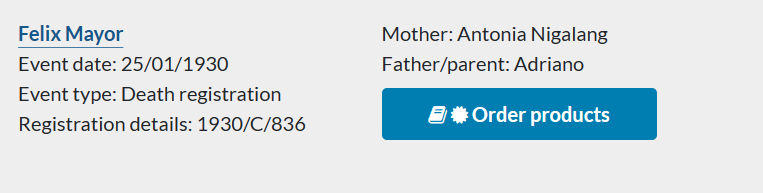 Felix Mayor
Event date: 25/01/1930
Event type: Death registration
Registration details: 1930/C/836
Mother: Antonia Nigalang
Father/parent: Adriano
Order products